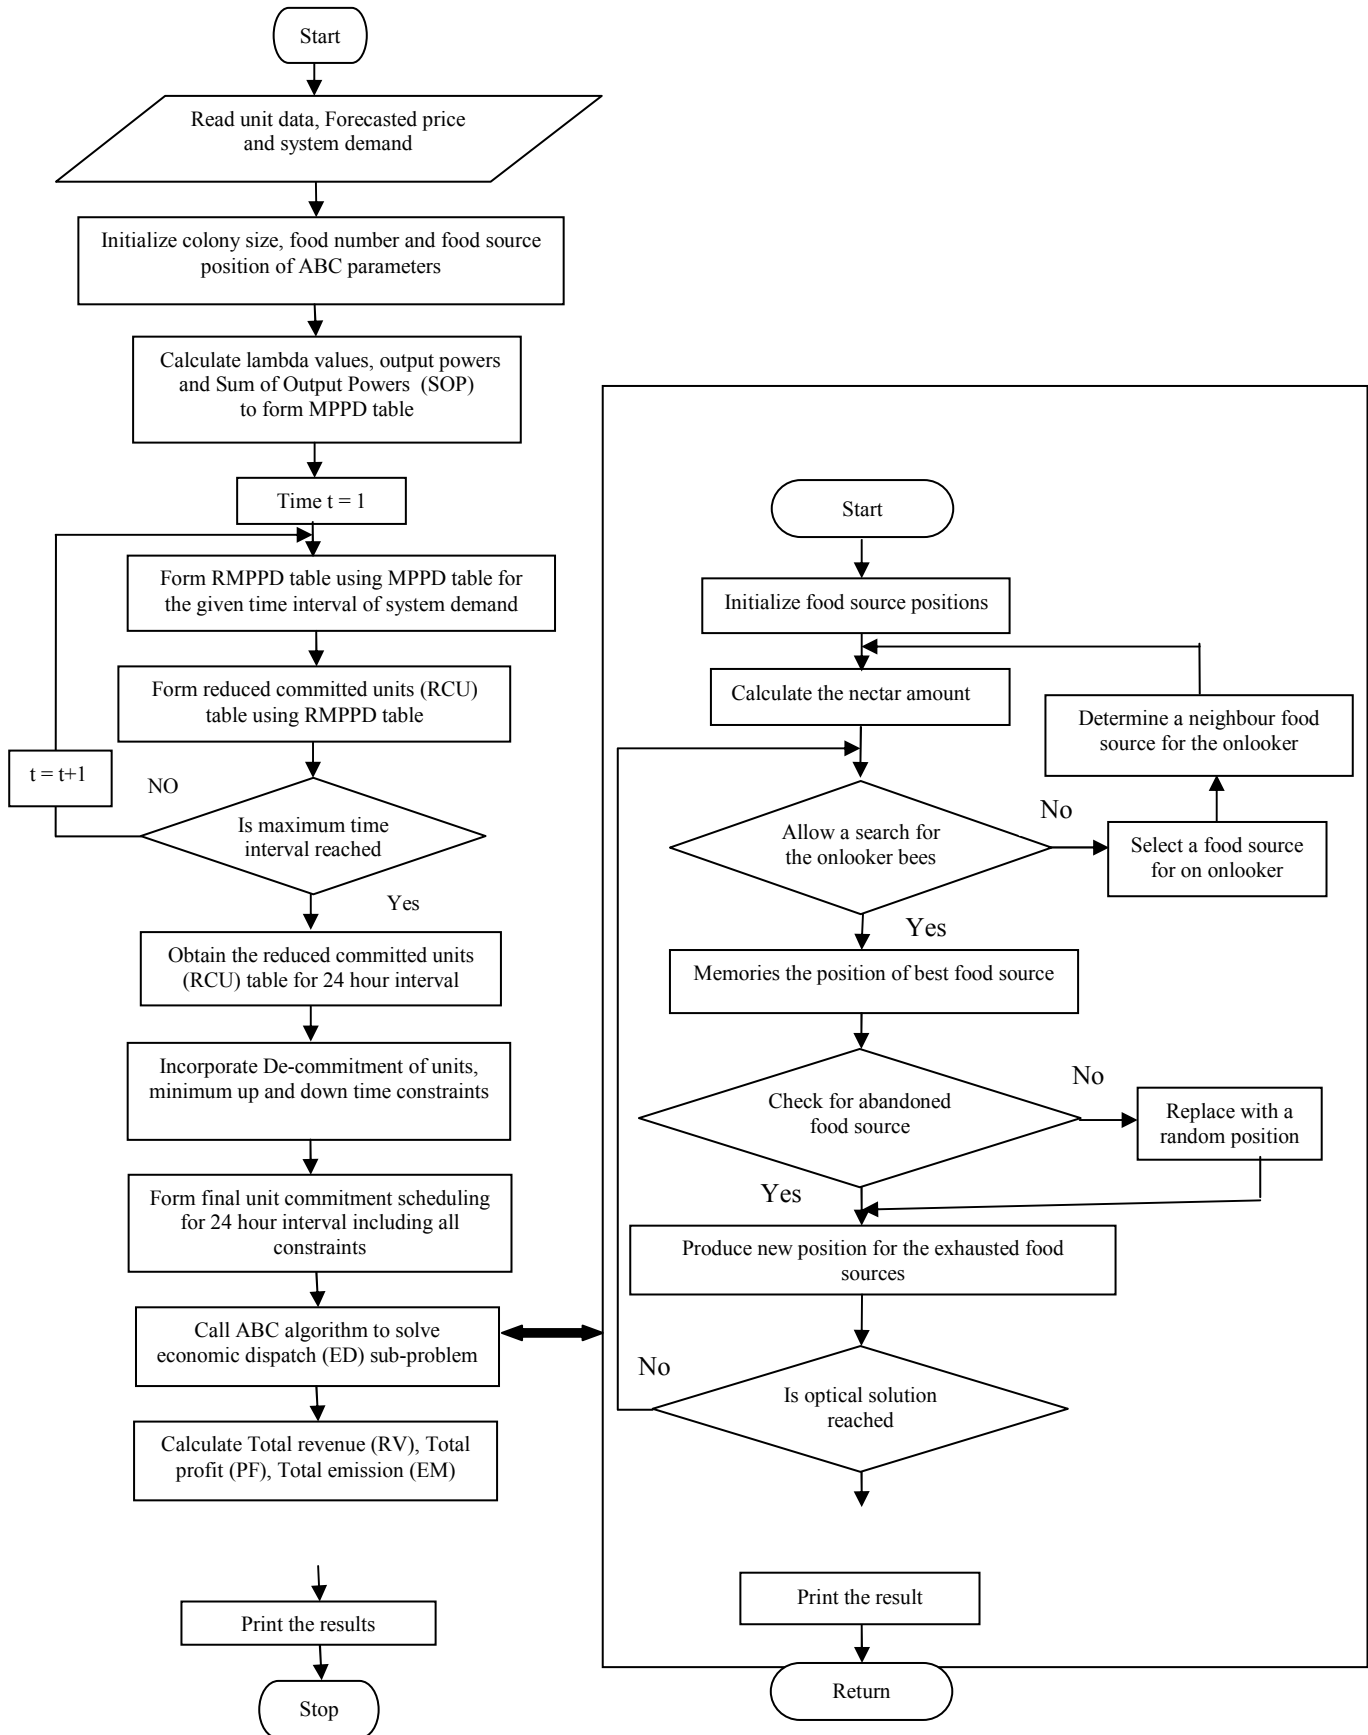 Start
Read unit data, Forecasted price
and system demand
Initialize colony size, food number and food source
position of ABC parameters
Calculate lambda values, output powers
and Sum of Output Powers (SOP)
to form MPPD table
Time t = 1
Form RMPPD table using MPPD table for
the given time interval of system demand
Form reduced committed units (RCU)
table using RMPPD table
t = t+1
NO
Is maximum time
interval reached
Yes
Obtain the reduced committed units
(RCU) table for 24 hour interval
Incorporate De-commitment of units,
minimum up and down time constraints
Form final unit commitment scheduling
for 24 hour interval including all
constraints
Call ABC algorithm to solve
economic dispatch (ED) sub-problem
Calculate Total revenue (RV), Total
profit (PF), Total emission (EM)
Print the results
Stop
Start
Initialize food source positions
Calculate the nectar amount
Determine a neighbour food
source for the onlooker
Allow a search for
the onlooker bees
No
Select a food source
for on onlooker
Yes
Memories the position of best food source
Check for abandoned
food source
No
Replace with a
random position
Yes
Produce new position for the exhausted food
sources
No
Is optical solution
reached
Print the result
Return